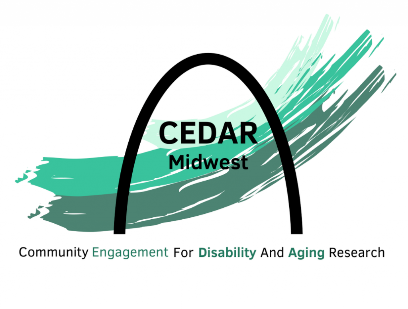 CEDAR
Midwest
Community Engagement For Disability And Aging Research